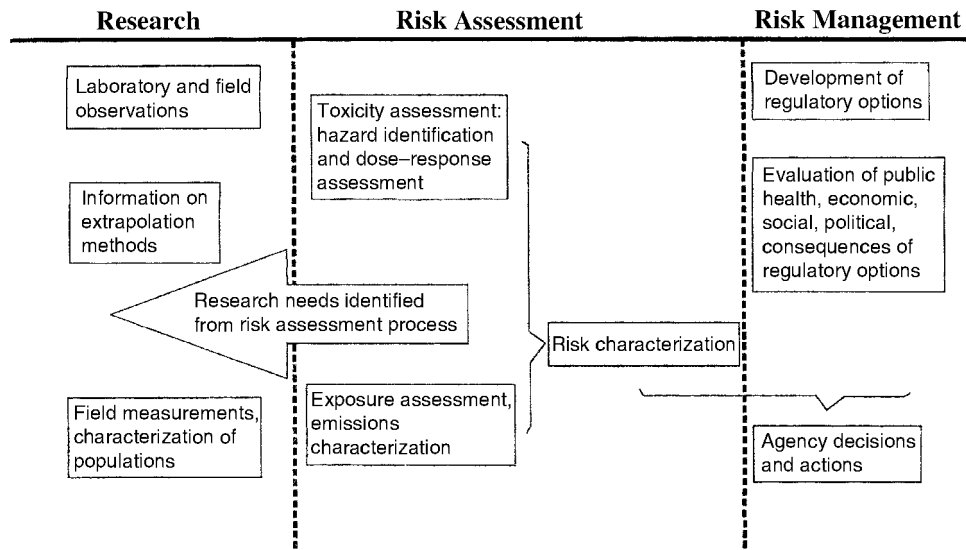 Research
Risk Assessment
Risk Management
Laboratory and field
observations
Information on
extrapolation
methods
Research needs identified
from risk assessment process
Field measurements,
characterization of
populations
Toxicity assessment:
hazard identification
and dose–response
assessment
Exposure assessment,
emissions
characterization
Risk characterization
Development of
regulatory options
Evaluation of public
health, economic,
social, political,
consequences of
regulatory options
Agency decisions
and actions